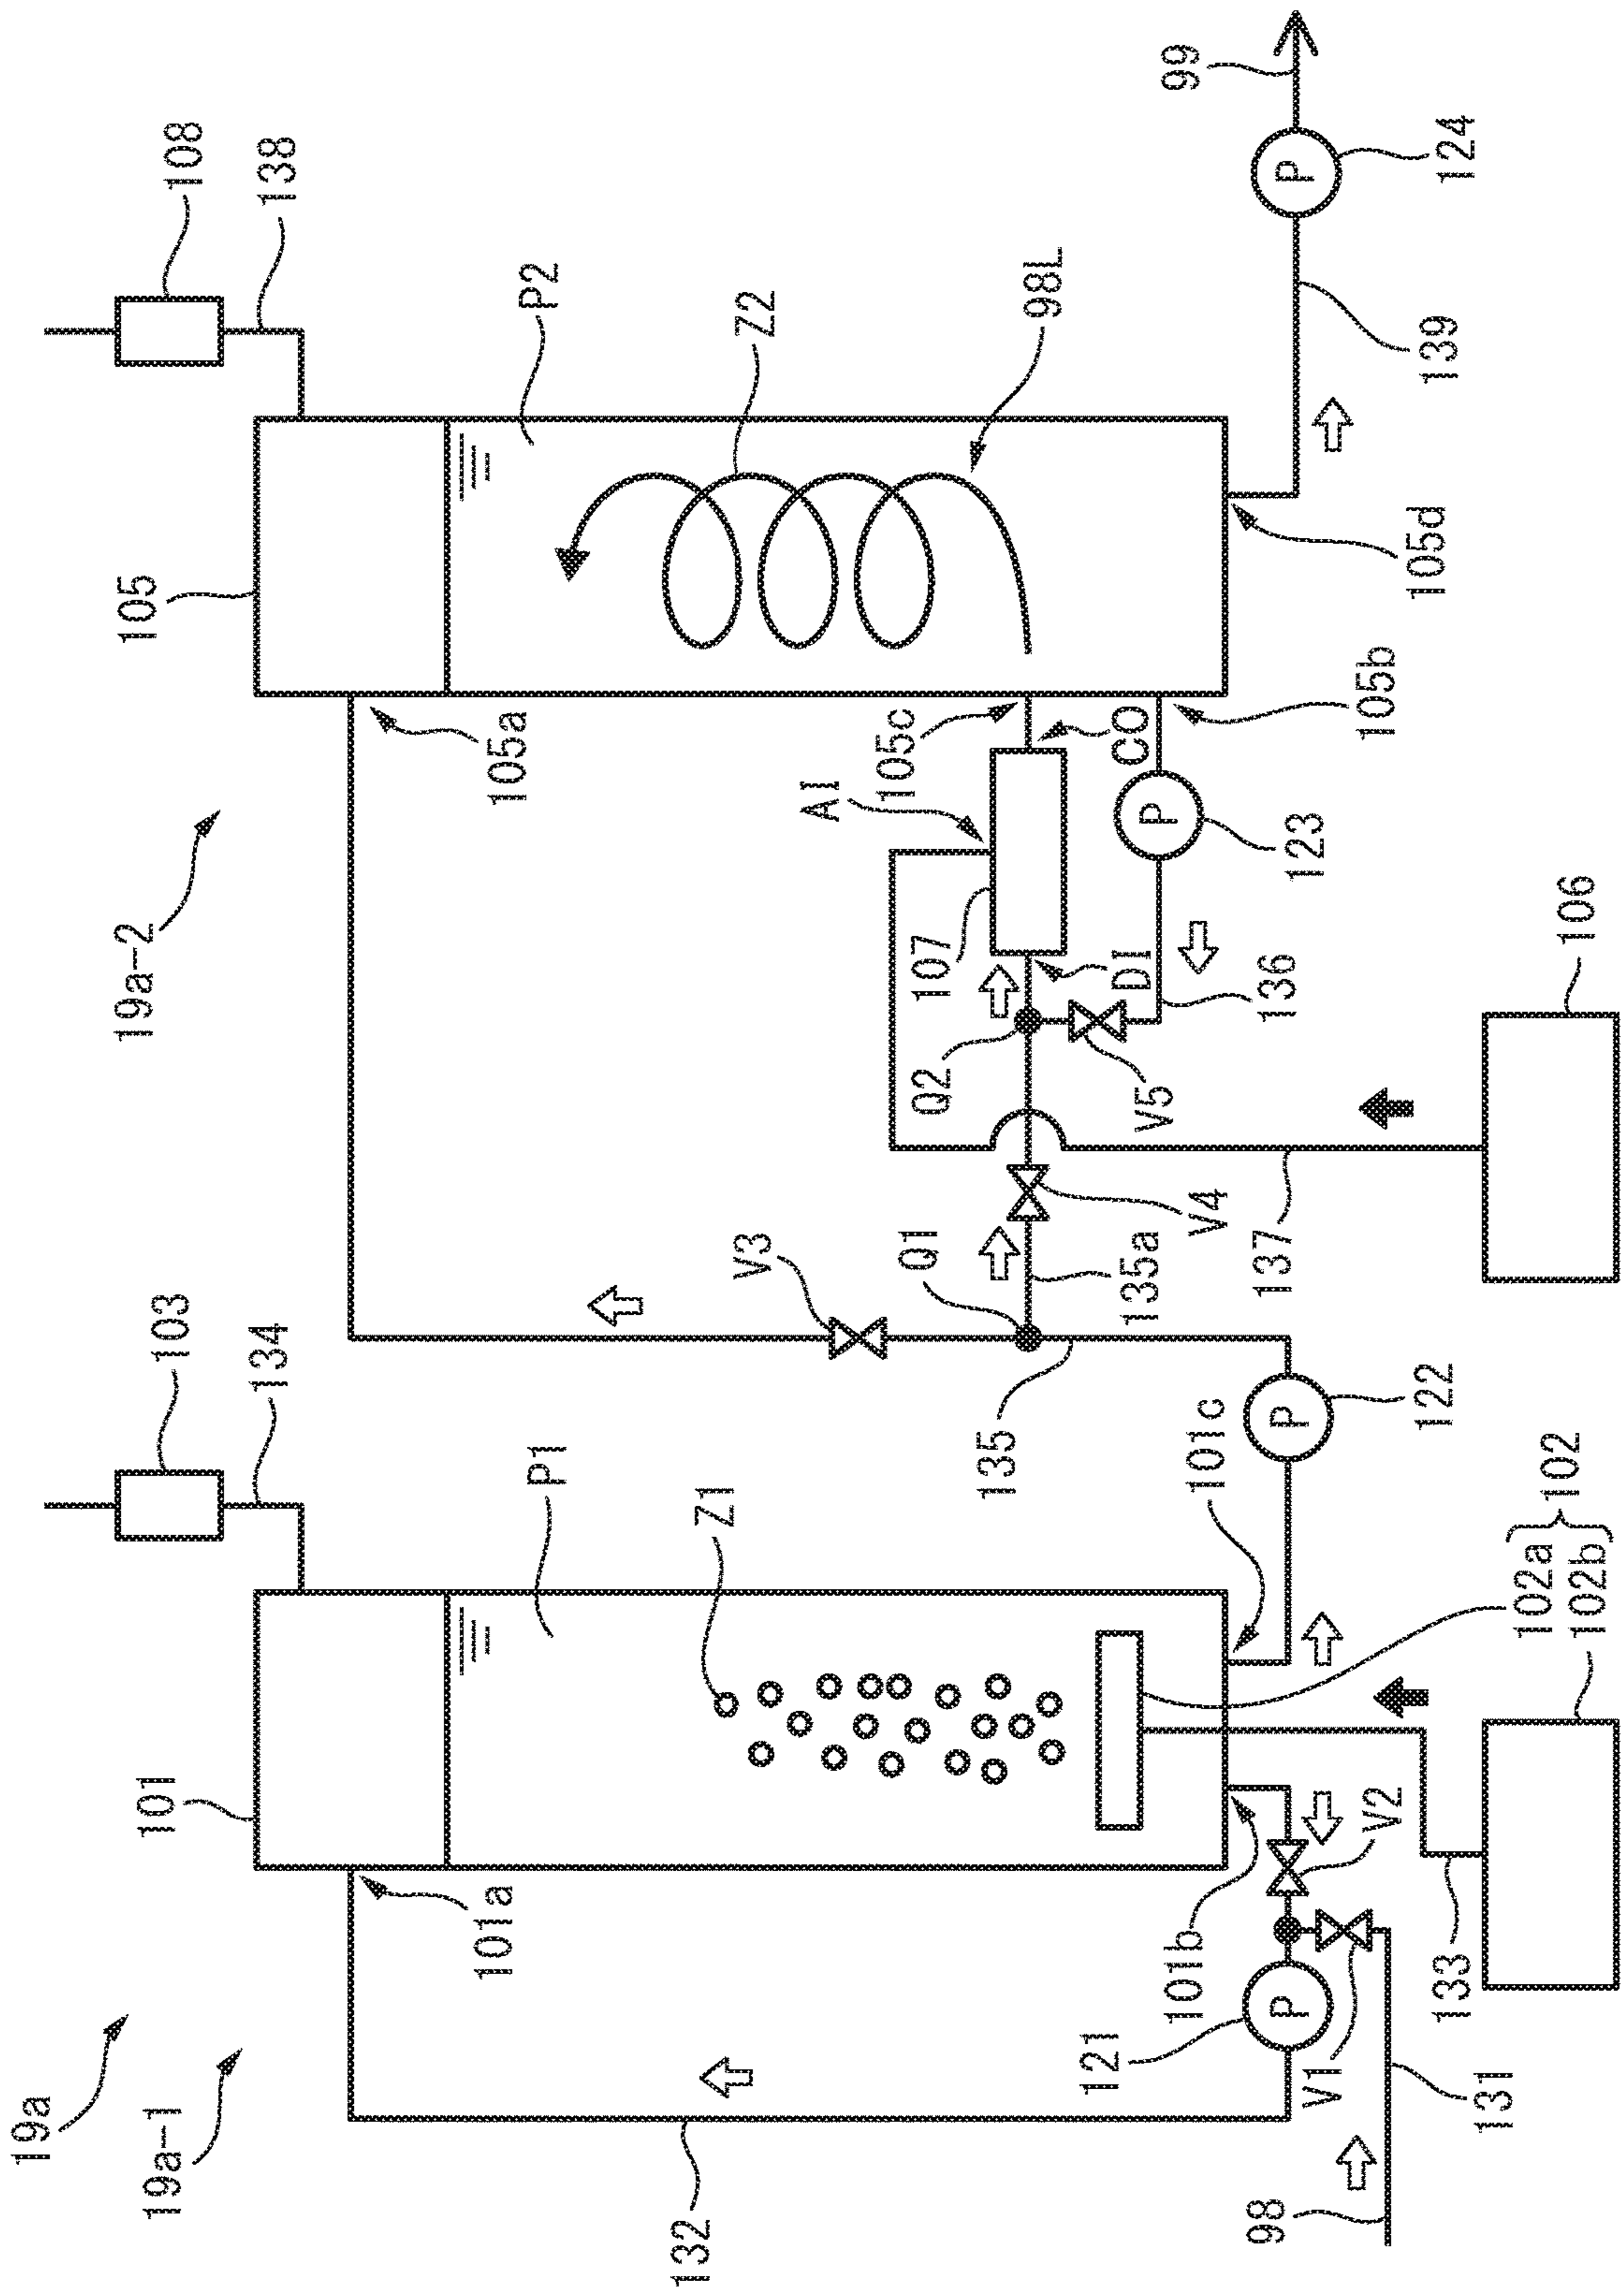 19a
19a-1
19a-2
101
103
134
105
108
138
101a
P1
Z1
105a
P2
Z2
98L
132
V3
Q1
135
135a
V4
Q2
107
AI
105c
CO
DI
V5
136
123
105b
105d
139
124
99
121
V1
V2
101b
101c
122
98
131
133
102a
102b
102
137
106
P
P
P
P